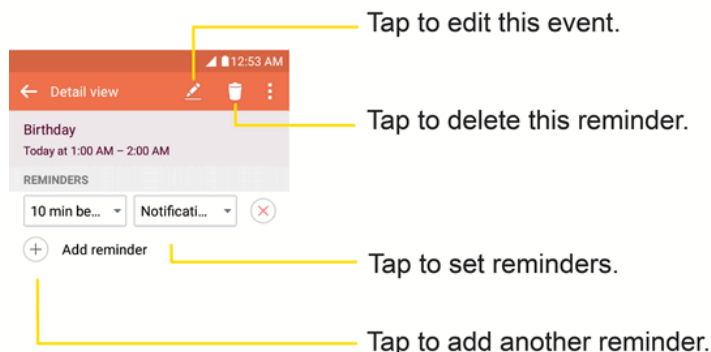 Tap to edit this event.
12:53 AM
Detail view
Tap to delete this reminder.
Birthday
Today at 1:00 AM – 2:00 AM
REMINDERS
10 min be... Notificati...
Add reminder
Tap to set reminders.
Tap to add another reminder.